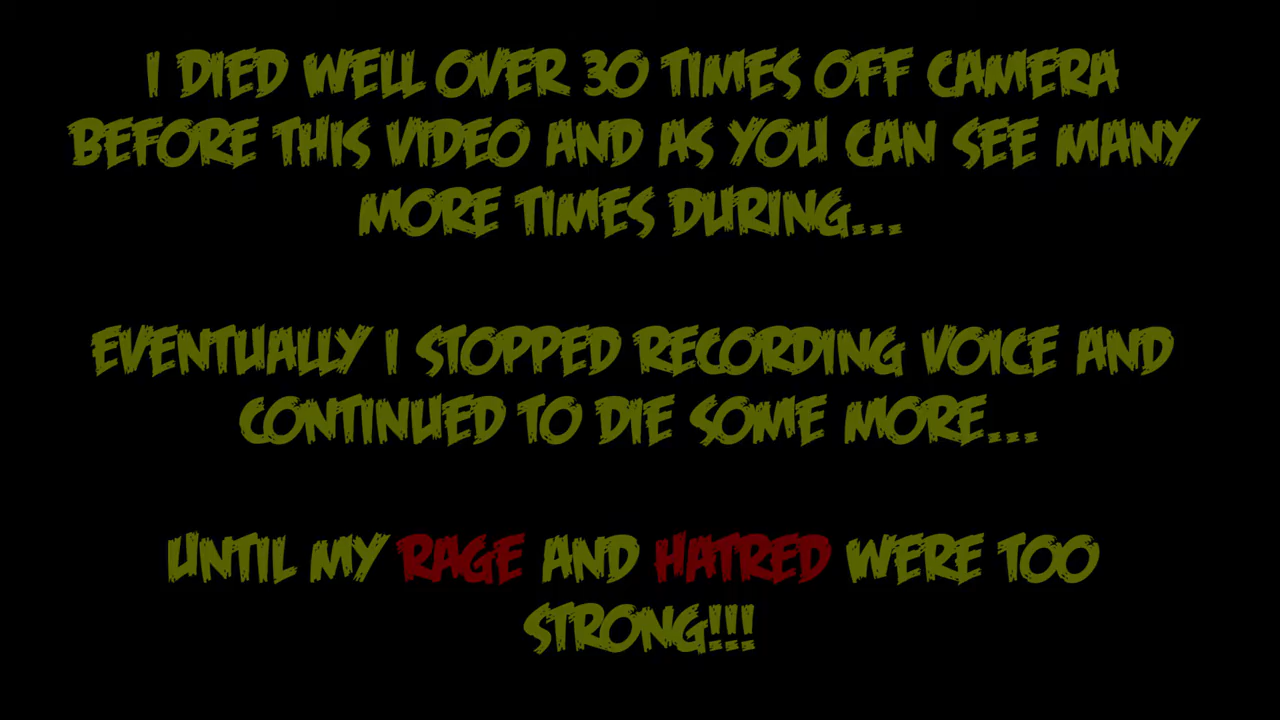 I DIED WELL OVER 30 TIMES OFF CAMERA
BEFORE THIS VIDEO AND AS YOU CAN SEE MANY
MORE TIMES DURING...
EVENTUALLY I STOPPED RECORDING VOICE AND
CONTINUED TO DIE SOME MORE...
UNTIL MY RAGE AND HATRED WERE TOO
STRONG!!!